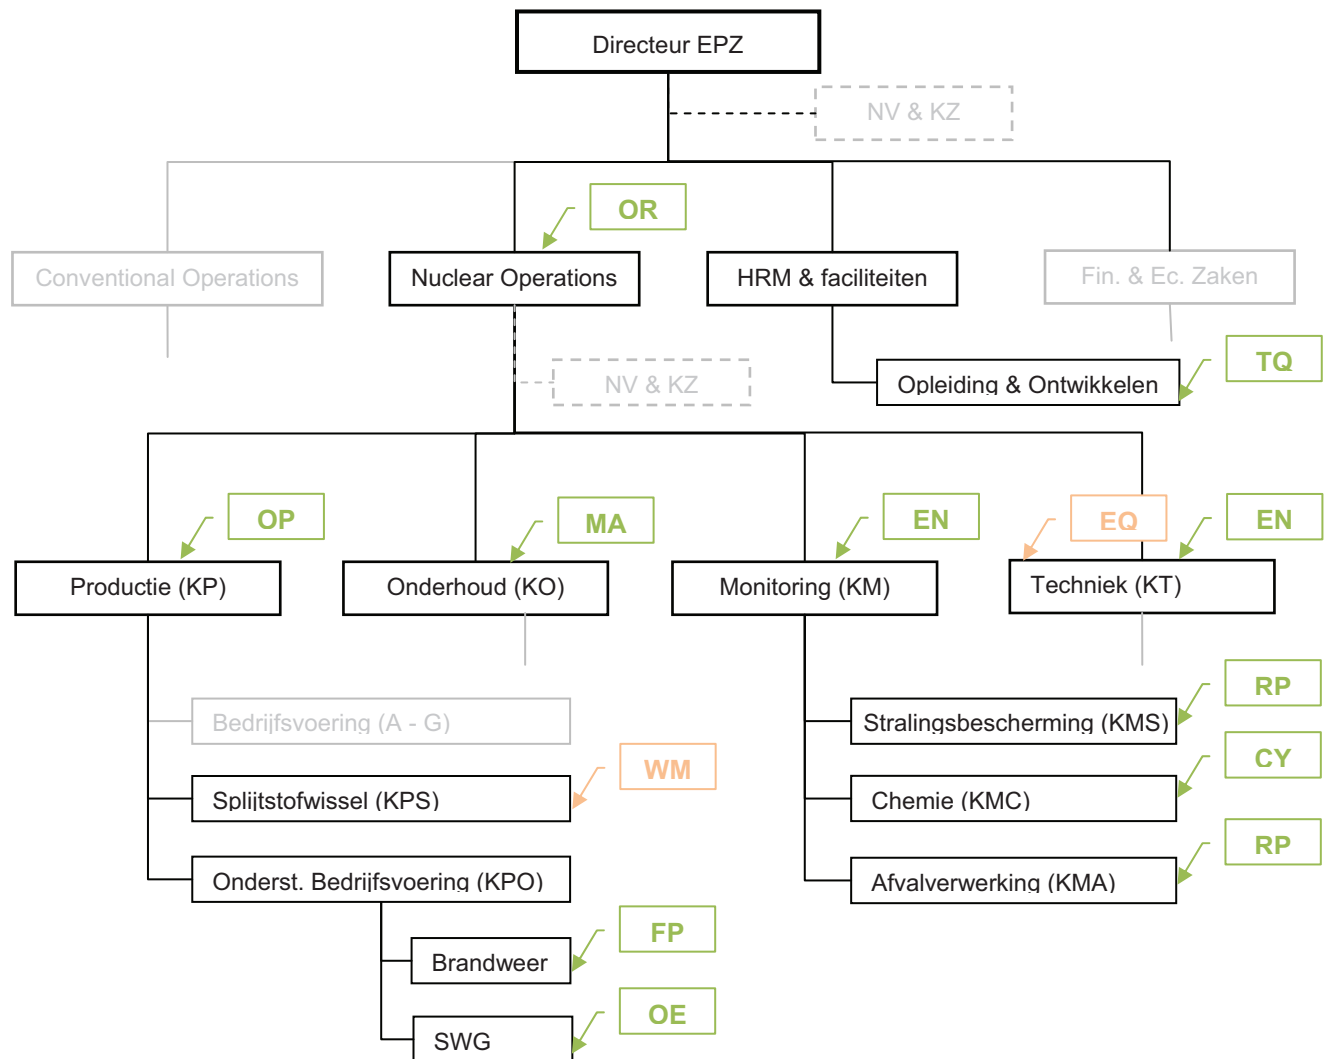 Directeur EPZ
NV & KZ
OR
Conventional Operations
Nuclear Operations
HRM & faciliteiten
Fin. & Ec. Zaken
TQ
NV & KZ
Opleiding & Ontwikkelen
OP
MA
EN
EQ
EN
Productie (KP)
Onderhoud (KO)
Monitoring (KM)
Techniek (KT)
RP
Bedrijfsvoering (A - G)
Stralingsbescherming (KMS)
WM
CY
Splijtstofwissel (KPS)
Chemie (KMC)
RP
Onderst. Bedrijfsvoering (KPO)
Afvalverwerking (KMA)
FP
Brandweer
OE
SWG